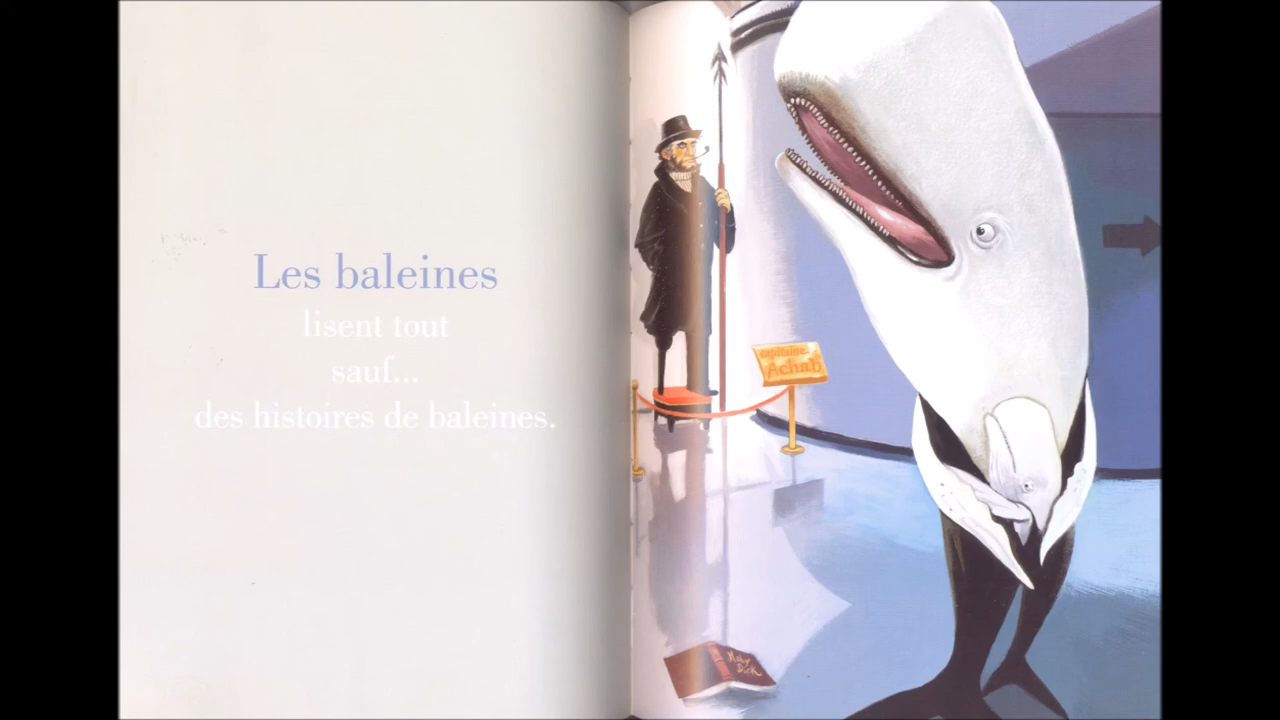 Les baleines
lisent tout
sauf...
des histoires de baleines.
capitaine
Achab
Moby
Dick